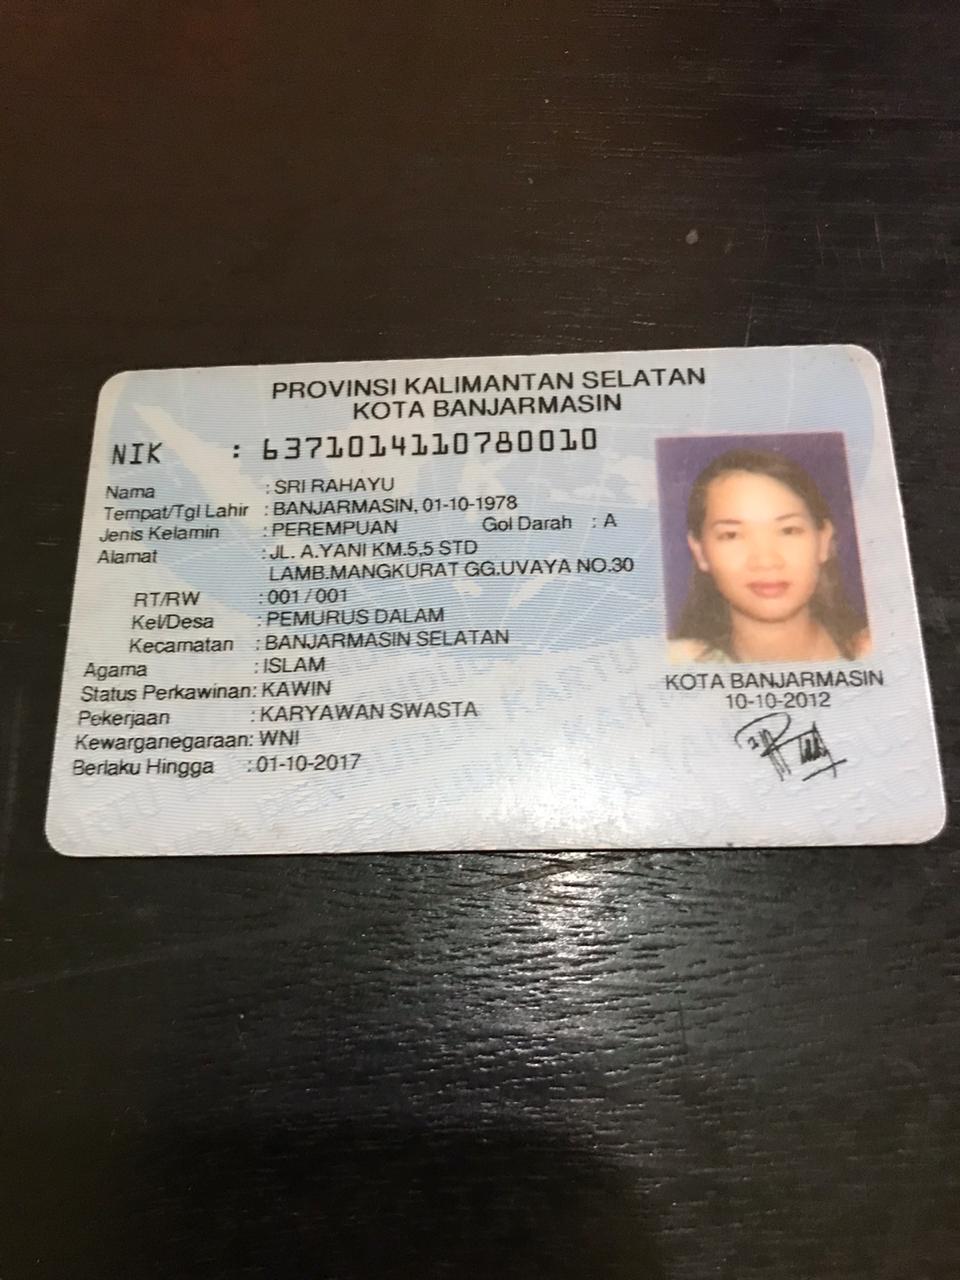 PROVINSI KALIMANTAN SELATAN
KOTA BANJARMASIN
NIK : 6371014110780010
Nama : SRI RAHAYU
Tempat/Tgl Lahir : BANJARMASIN, 01-10-1978
Jenis Kelamin : PEREMPUAN Gol Darah : A
Alamat : JL. A.YANI KM.5,5 STD
LAMB.MANGKURAT GG.UVAYA NO.30
RT/RW : 001 / 001
Kel/Desa : PEMURUS DALAM
Kecamatan : BANJARMASIN SELATAN
Agama : ISLAM
Status Perkawinan: KAWIN
Pekerjaan : KARYAWAN SWASTA
Kewarganegaraan: WNI
Berlaku Hingga : 01-10-2017
KOTA BANJARMASIN
10-10-2012